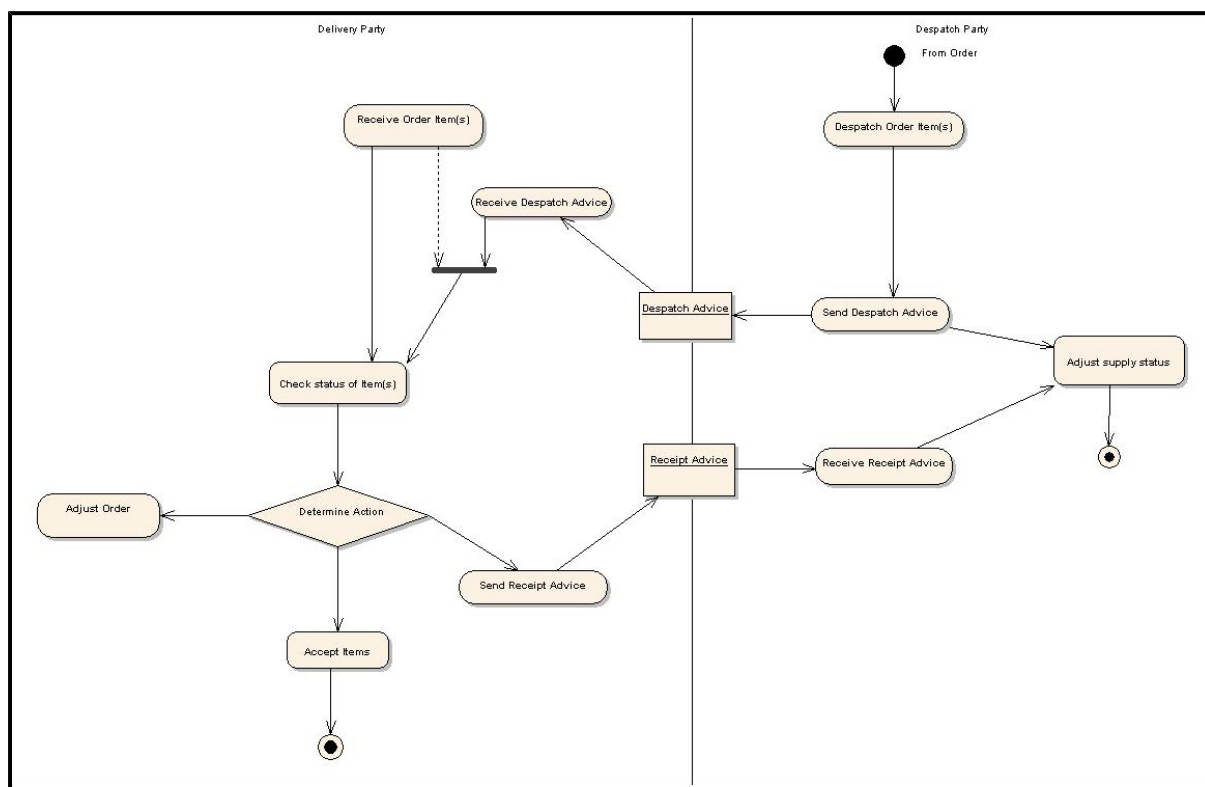 Delivery Party
Despatch Party
From Order
Receive Order Item(s)
Despatch Order Item(s)
Receive Despatch Advice
Despatch Advice
Send Despatch Advice
Adjust supply status
Check status of Item(s)
Receipt Advice
Receive Receipt Advice
Adjust Order
Determine Action
Send Receipt Advice
Accept Items